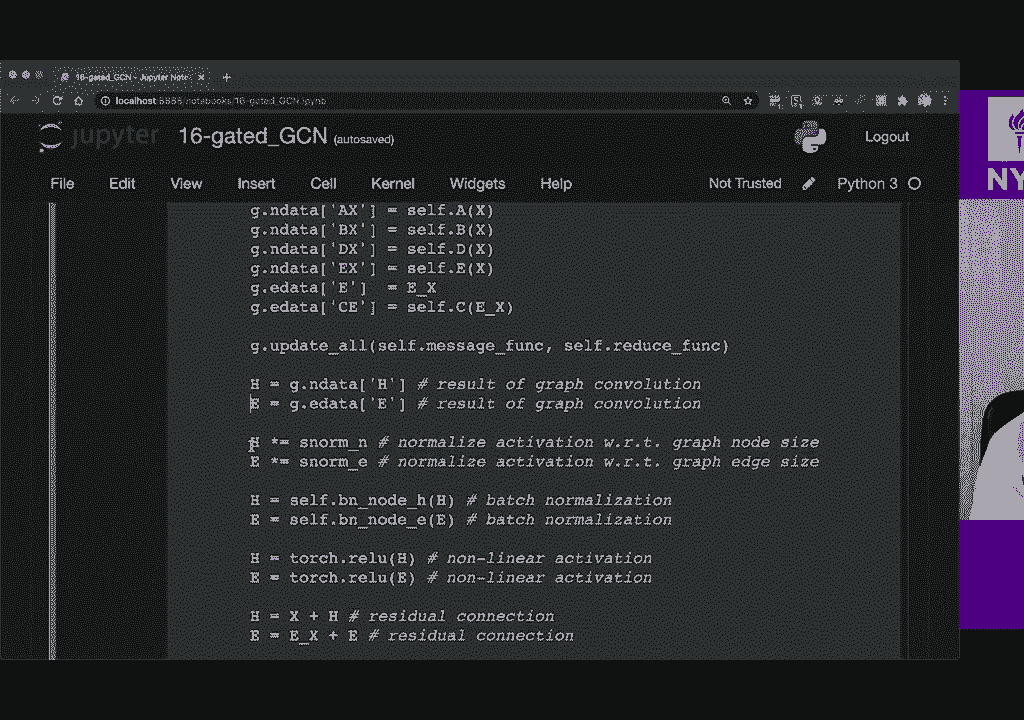 16-gated_GCN - Jupyter Note
localhost:8888/notebooks/16-gated_GCN.ipynb
jupyter 16-gated_GCN (autosaved)
Logout
File Edit View Insert Cell Kernel Widgets Help Not Trusted Python 3
g.ndata['AX'] = self.A(X)
g.ndata['BX'] = self.B(X)
g.ndata['DX'] = self.D(X)
g.ndata['EX'] = self.E(X)
g.edata['E']  = E_X
g.edata['CE'] = self.C(E_X)
g.update_all(self.message_func, self.reduce_func)
H = g.ndata['H'] # result of graph convolution
E = g.edata['E'] # result of graph convolution
H *= snorm_n # normalize activation w.r.t. graph node size
E *= snorm_e # normalize activation w.r.t. graph edge size
H = self.bn_node_h(H) # batch normalization
E = self.bn_node_e(E) # batch normalization
H = torch.relu(H) # non-linear activation
E = torch.relu(E) # non-linear activation
H = X + H # residual connection
E = E_X + E # residual connection
NY